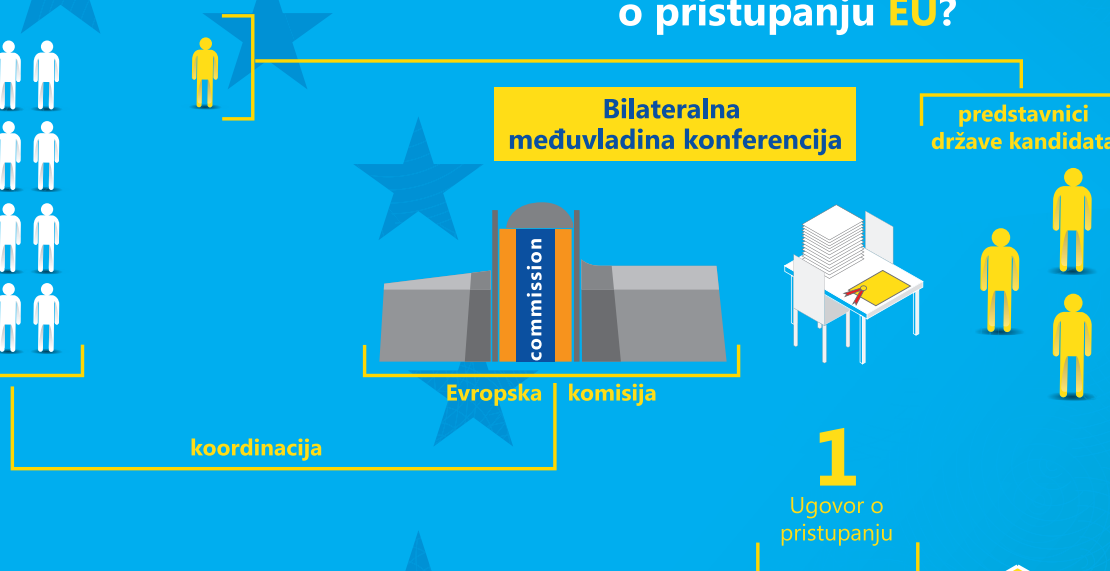 o pristupanju EU?
Bilateralna
međuvladina konferencija
predstavnici
države kandidata
commission
Evropska komisija
koordinacija
1
Ugovor o
pristupanju